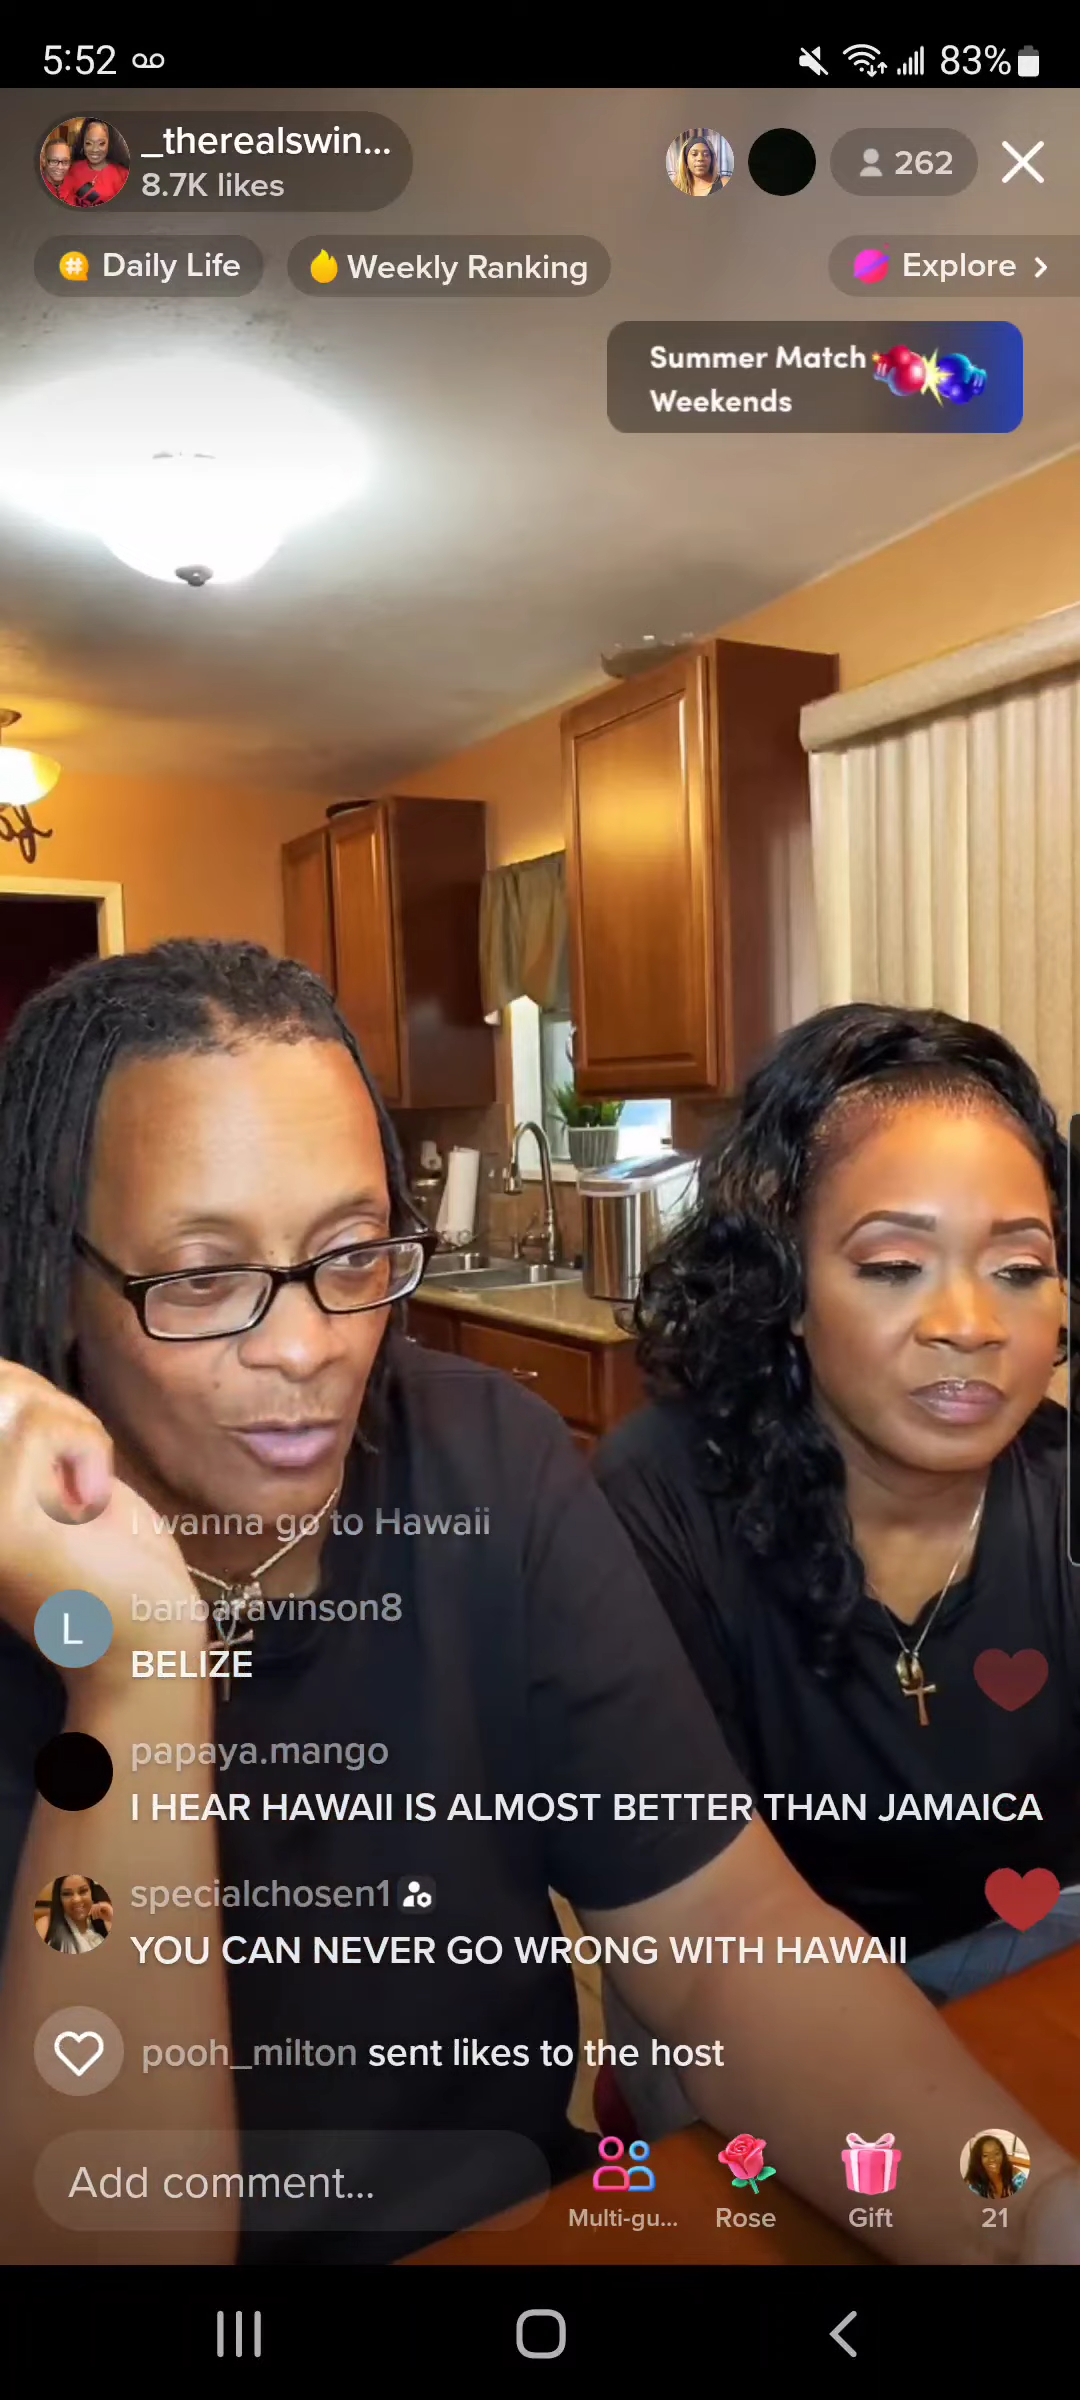 5:52 83%
_therealswin...
8.7K likes
262
Daily Life
Weekly Ranking
Explore
Summer Match
Weekends
I wanna go to Hawaii
L
barbaravinson8
BELIZE
papaya.mango
I HEAR HAWAII IS ALMOST BETTER THAN JAMAICA
specialchosen1
YOU CAN NEVER GO WRONG WITH HAWAII
pooh_milton sent likes to the host
Add comment...
Multi-gu...
Rose
Gift
21